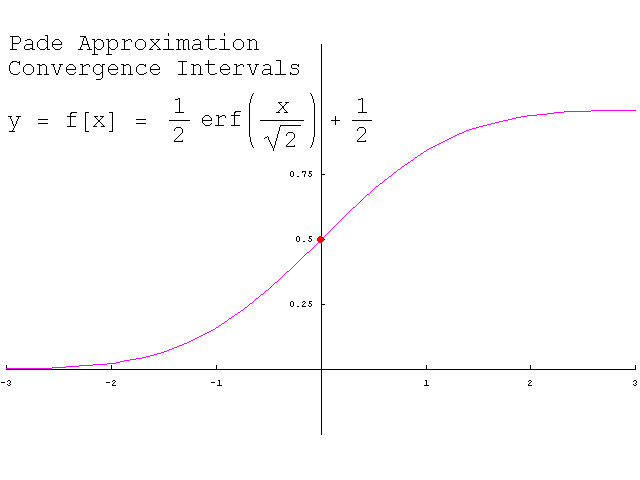 Pade Approximation
Convergence Intervals
y = f[x] = 1/2 erf(x/√2) + 1/2
0.75
0.5
0.25
-3 -2 -1 1 2 3